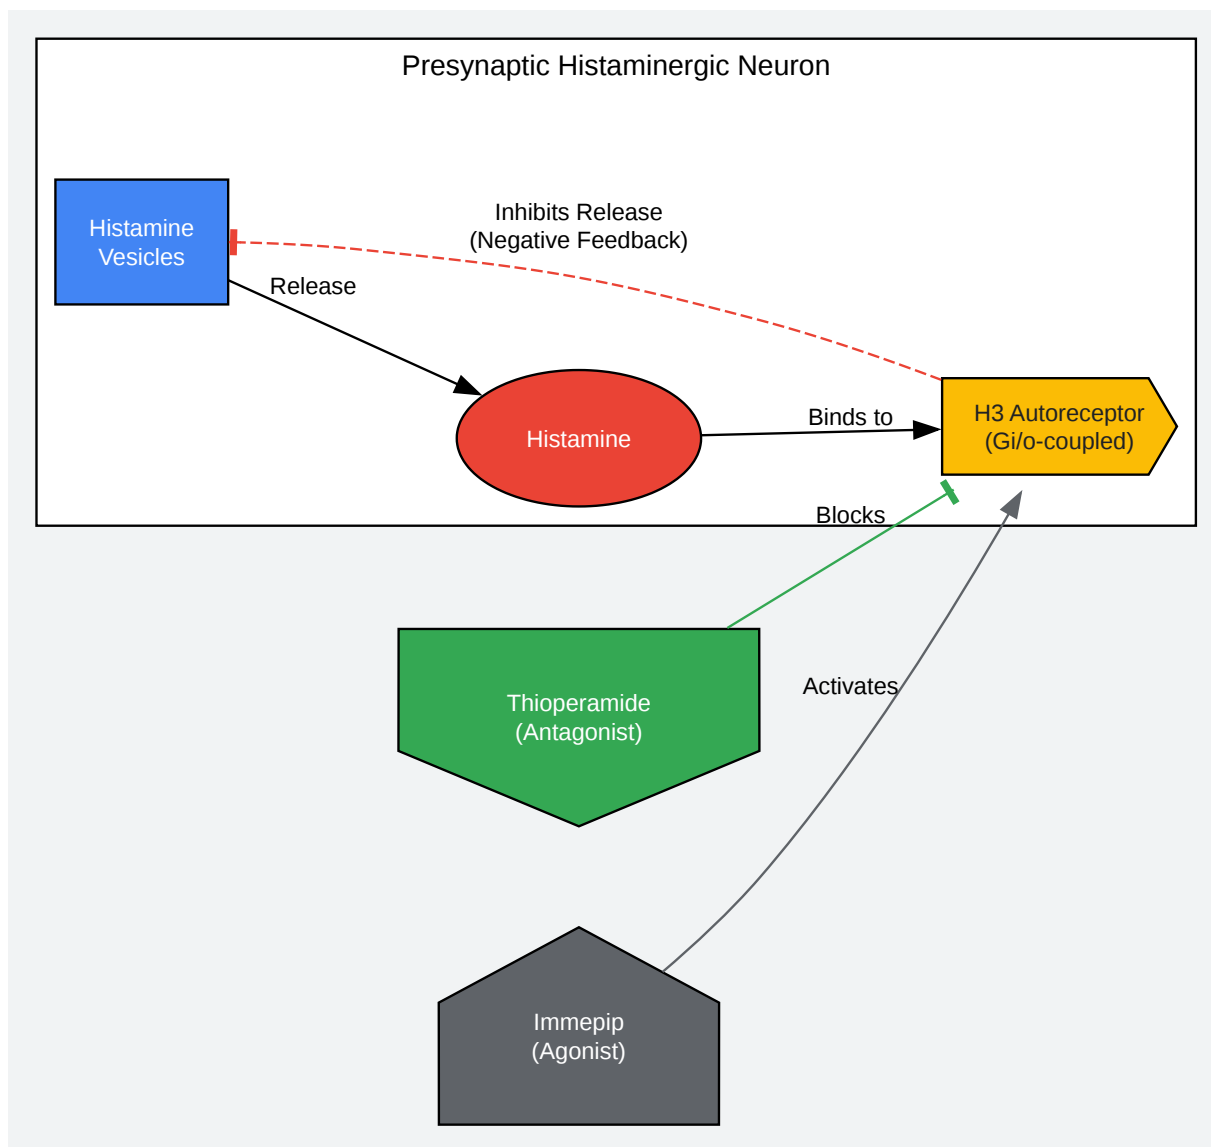 Presynaptic Histaminergic Neuron
Histamine
Vesicles
Inhibits Release
(Negative Feedback)
Release
Histamine
Binds to
H3 Autoreceptor
(Gi/o-coupled)
Blocks
Thioperamide
(Antagonist)
Activates
Immepip
(Agonist)